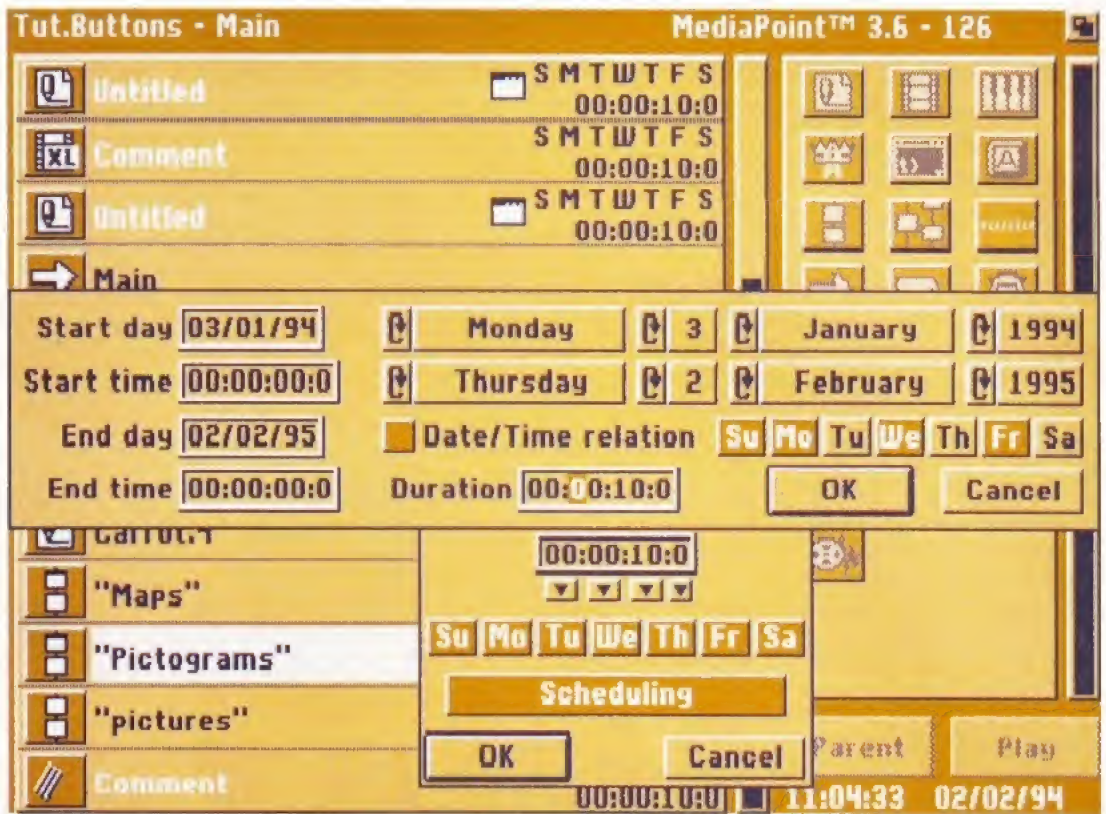 Tut.Buttons - Main MediaPoint™ 3.6 - 126
Untitled S M T W T F S
00:00:10:0
Comment S M T W T F S
00:00:10:0
Untitled S M T W T F S
00:00:10:0
Main
Start day 03/01/94 Monday 3 January 1994
Start time 00:00:00:0 Thursday 2 February 1995
End day 02/02/95 Date/Time relation Su Mo Tu We Th Fr Sa
End time 00:00:00:0 Duration 00:00:10:0 OK Cancel
00:00:10:0
"Maps"
Su Mo Tu We Th Fr Sa
"Pictograms"
Scheduling
"pictures"
OK Cancel Parent Play
Comment 00:00:10:0 11:04:33 02/02/94